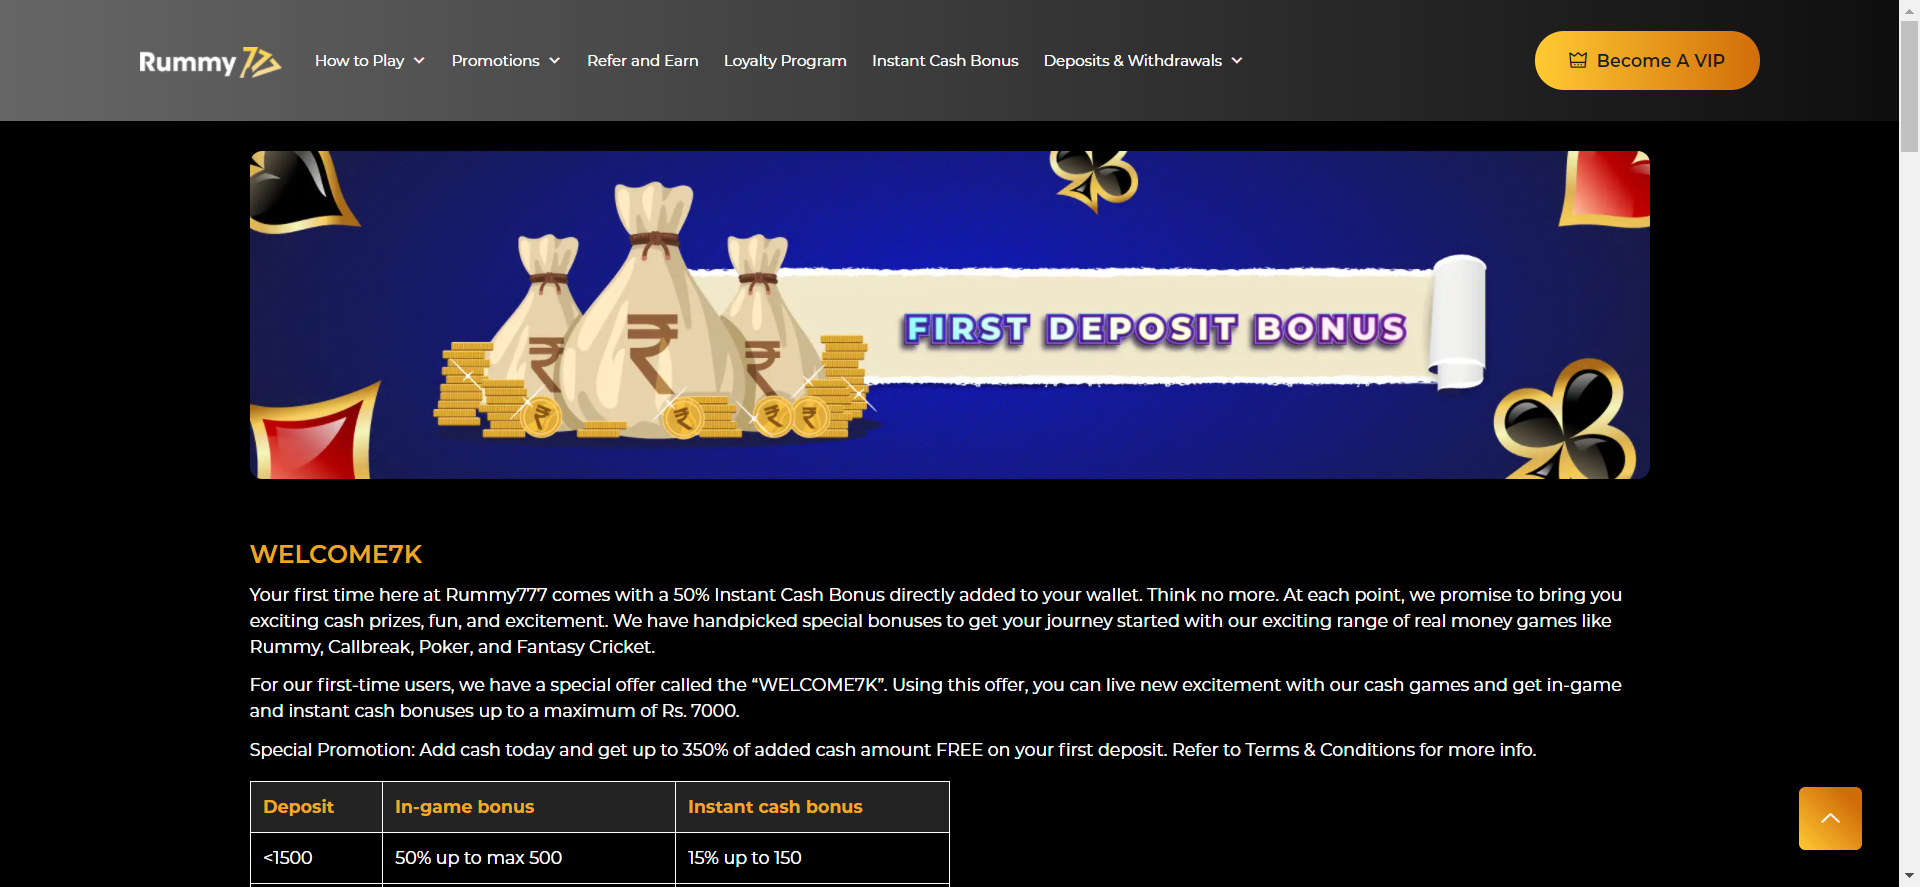 Rummy 777
How to Play
Promotions
Refer and Earn
Loyalty Program
Instant Cash Bonus
Deposits & Withdrawals
Become A VIP
₹ ₹ ₹
₹ ₹ ₹ ₹
FIRST DEPOSIT BONUS
WELCOME7K
Your first time here at Rummy777 comes with a 50% Instant Cash Bonus directly added to your wallet. Think no more. At each point, we promise to bring you
exciting cash prizes, fun, and excitement. We have handpicked special bonuses to get your journey started with our exciting range of real money games like
Rummy, Callbreak, Poker, and Fantasy Cricket.
For our first-time users, we have a special offer called the “WELCOME7K”. Using this offer, you can live new excitement with our cash games and get in-game
and instant cash bonuses up to a maximum of Rs. 7000.
Special Promotion: Add cash today and get up to 350% of added cash amount FREE on your first deposit. Refer to Terms & Conditions for more info.
Deposit In-game bonus Instant cash bonus
<1500 50% up to max 500 15% up to 150